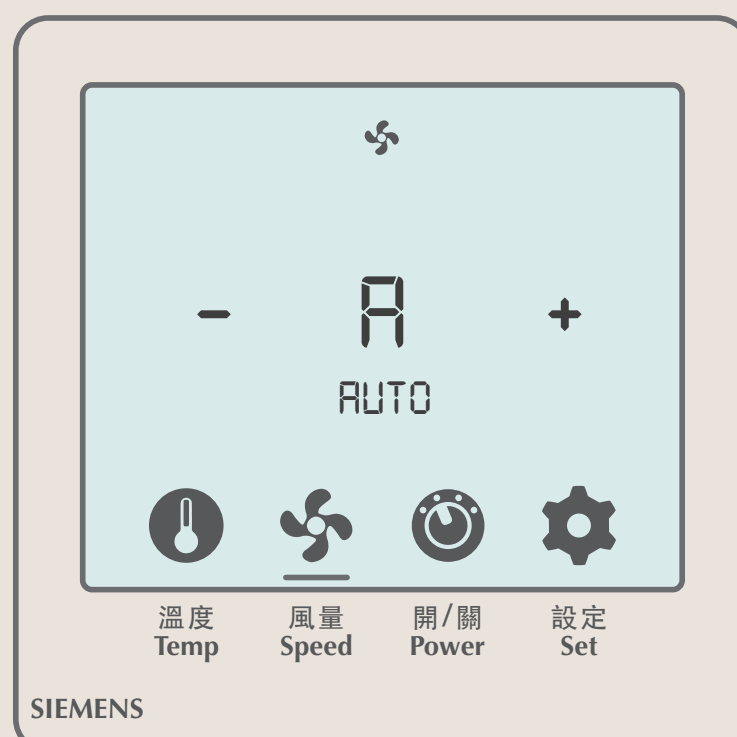 - A +
AUTO
溫度 風量 開/關 設定
Temp Speed Power Set
SIEMENS